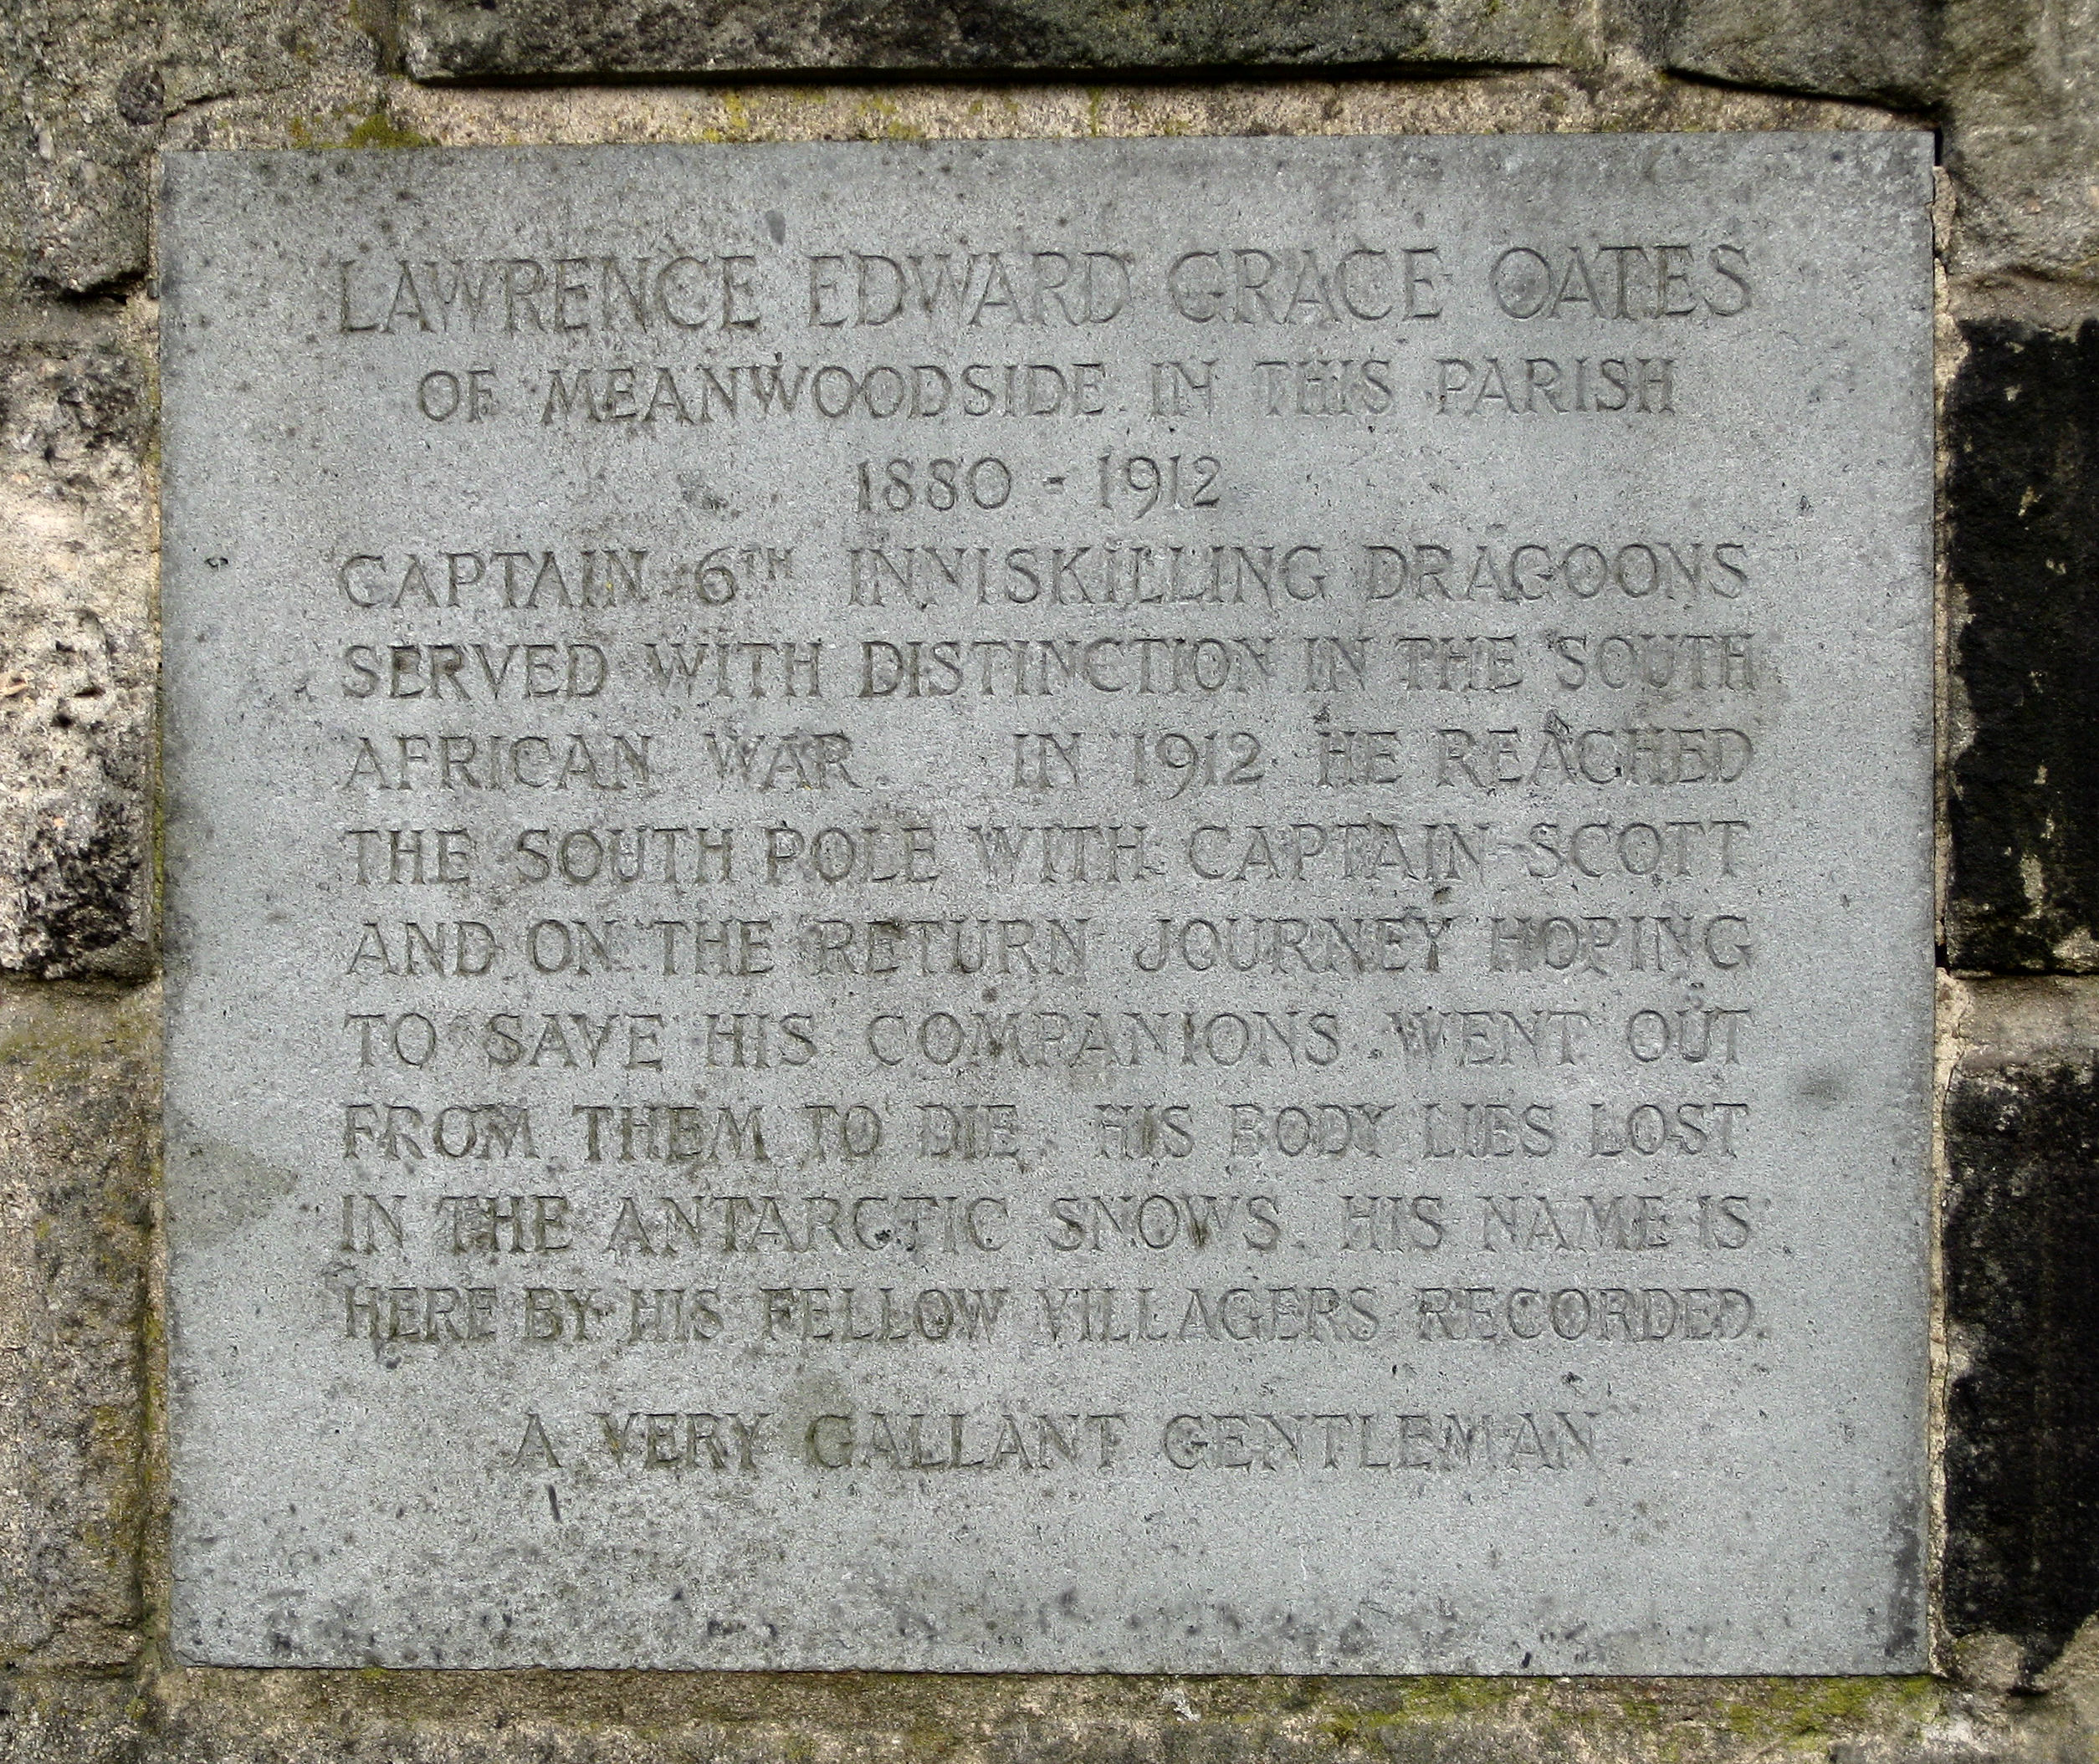 LAWRENCE EDWARD GRACE OATES
OF MEANWOODSIDE IN THIS PARISH
1880 - 1912
CAPTAIN 6TH INNISKILLING DRAGOONS
SERVED WITH DISTINCTION IN THE SOUTH
AFRICAN WAR. IN 1912 HE REACHED
THE SOUTH POLE WITH CAPTAIN SCOTT
AND ON THE RETURN JOURNEY HOPING
TO SAVE HIS COMPANIONS WENT OUT
FROM THEM TO DIE. HIS BODY LIES LOST
IN THE ANTARCTIC SNOWS. HIS NAME IS
HERE BY HIS FELLOW VILLAGERS RECORDED.
A VERY GALLANT GENTLEMAN